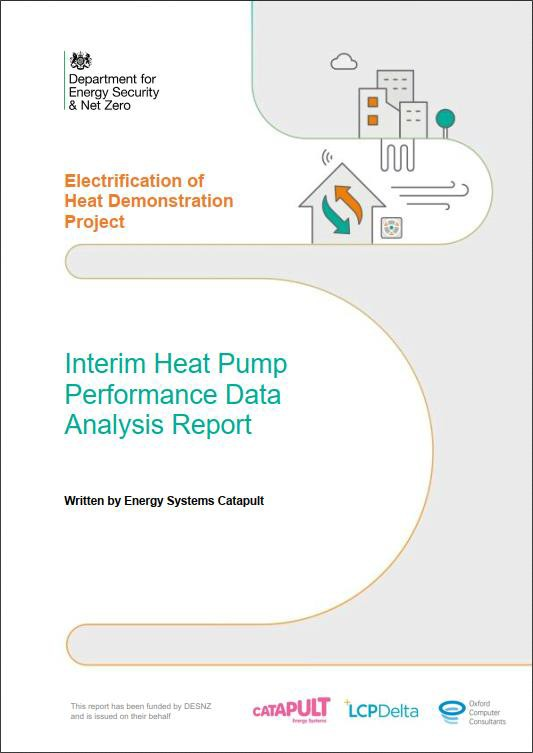 Department for
Energy Security
& Net Zero
Electrification of
Heat Demonstration
Project
Interim Heat Pump
Performance Data
Analysis Report
Written by Energy Systems Catapult
This report has been funded by DESNZ
and is issued on their behalf
CATAPULT
Energy Systems
LCPDelta
Oxford
Computer
Consultants